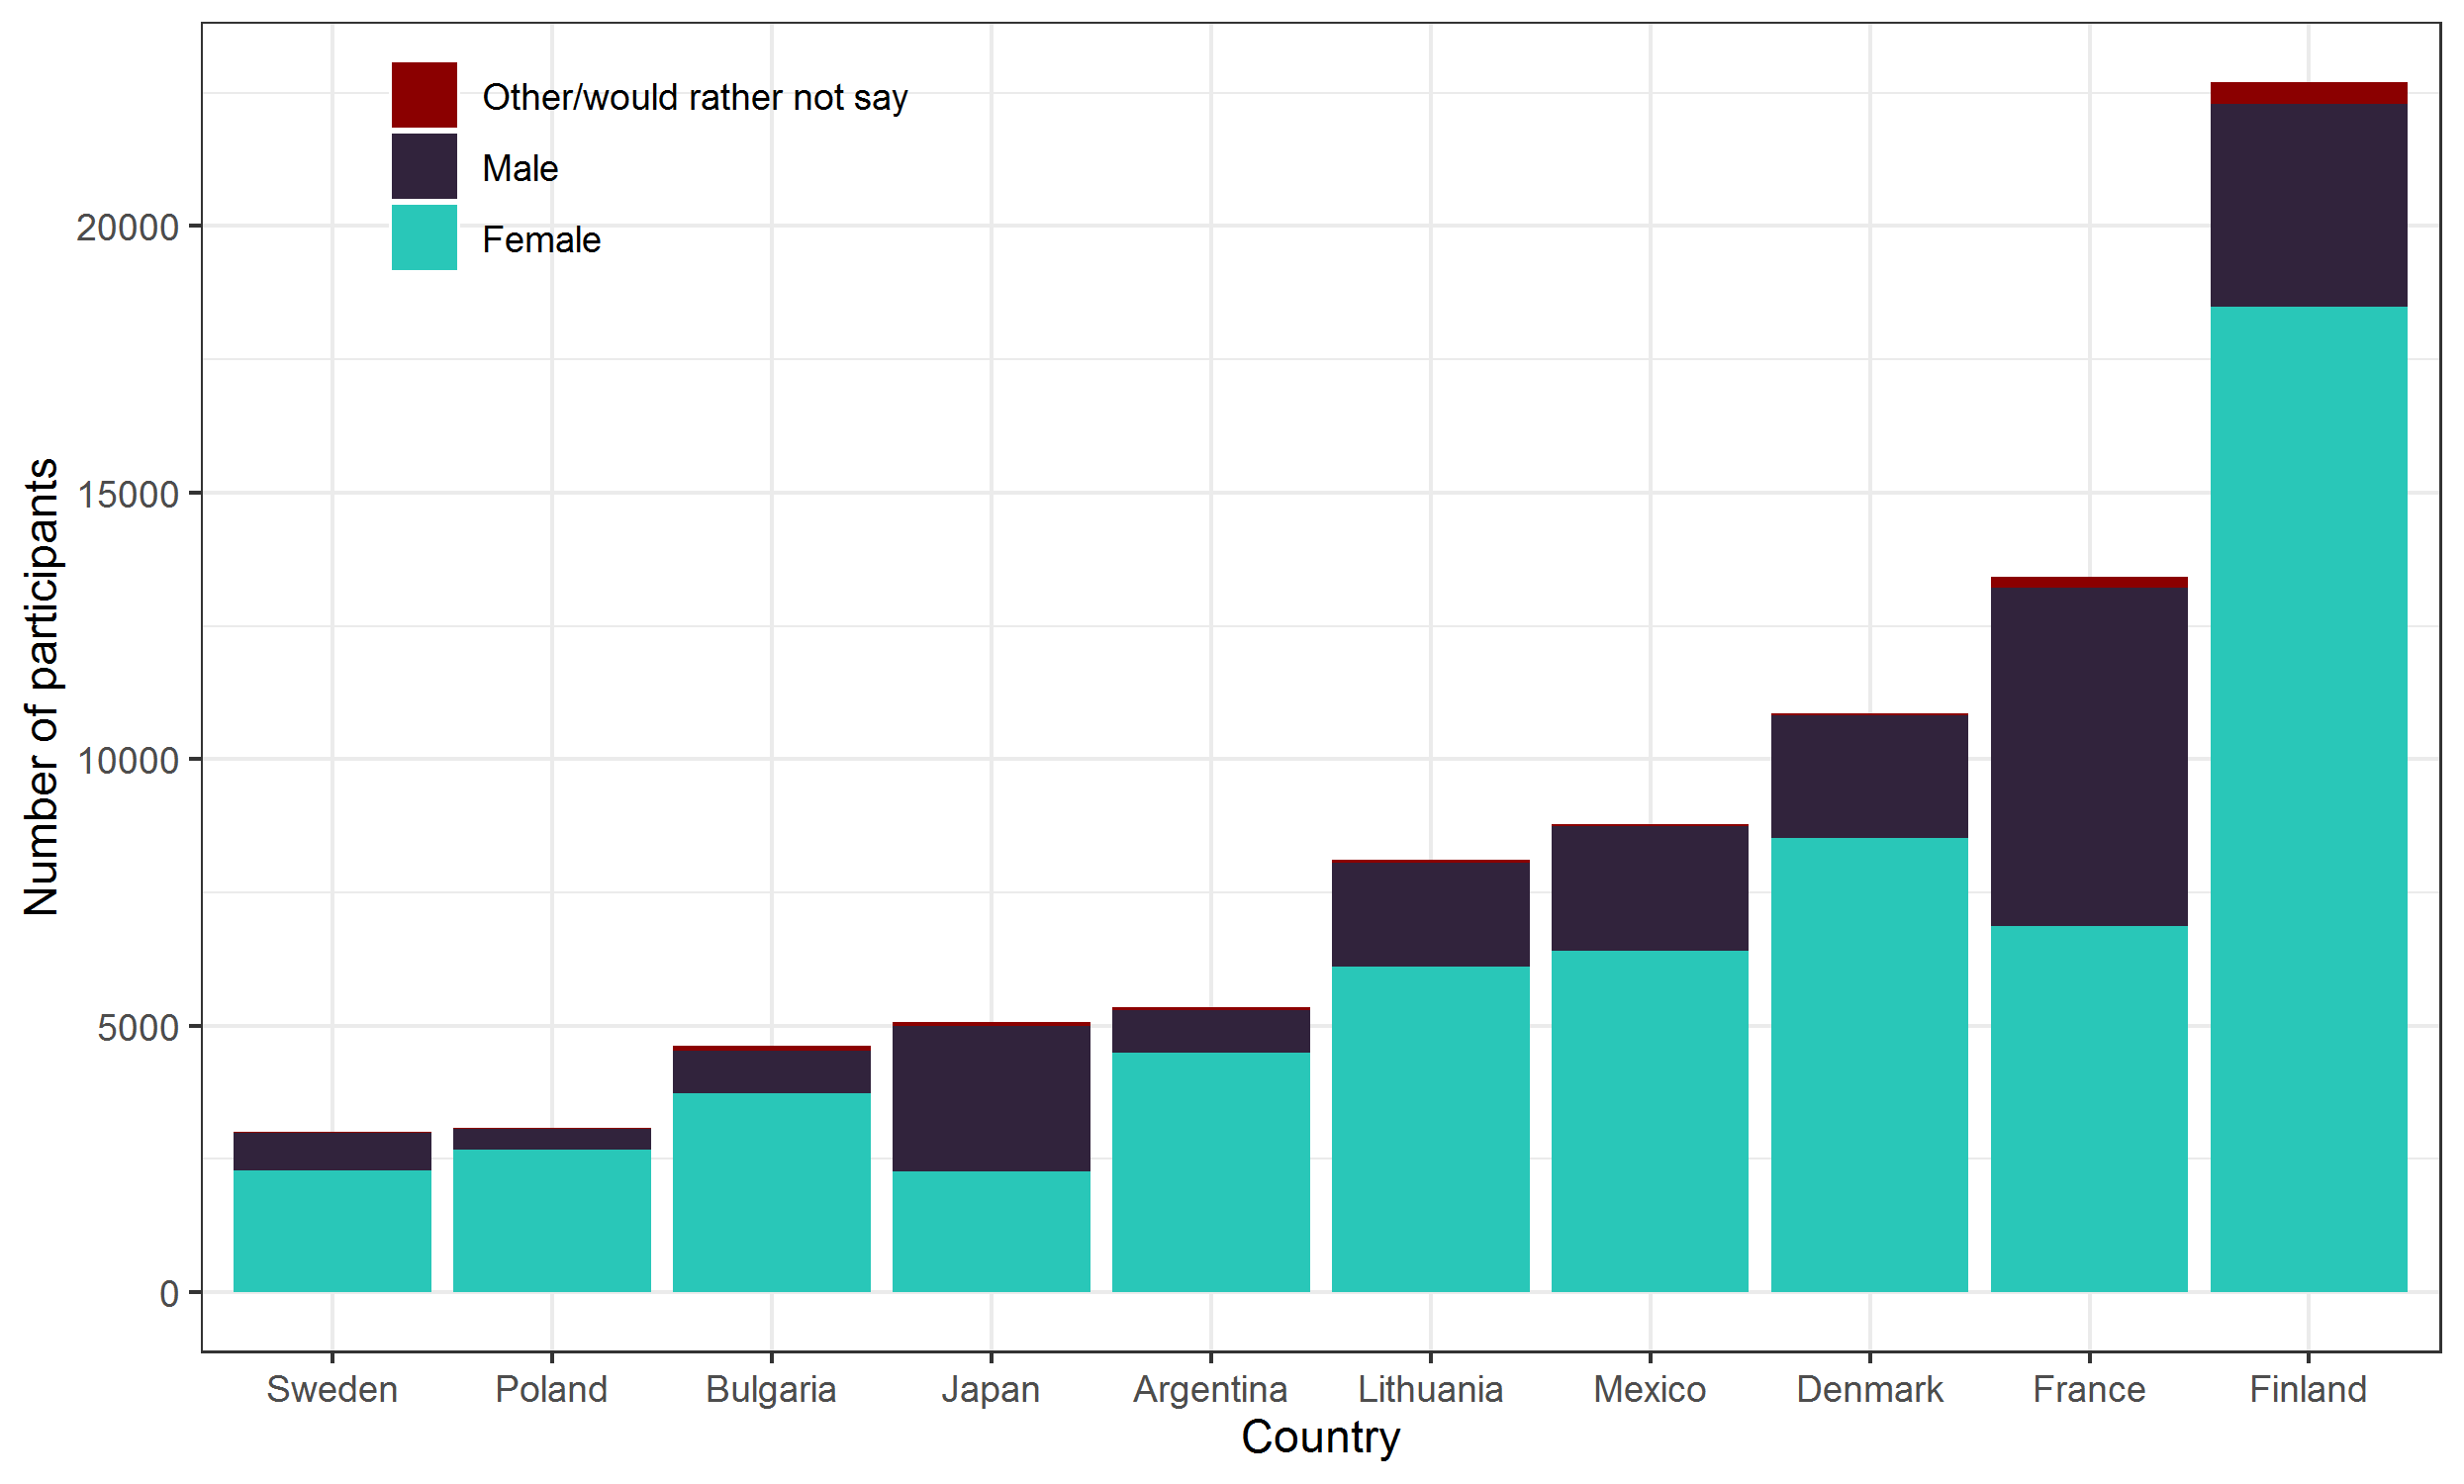 Other/would rather not say
Male
Female
20000
15000
10000
5000
0
Number of participants
Sweden Poland Bulgaria Japan Argentina Lithuania Mexico Denmark France Finland
Country